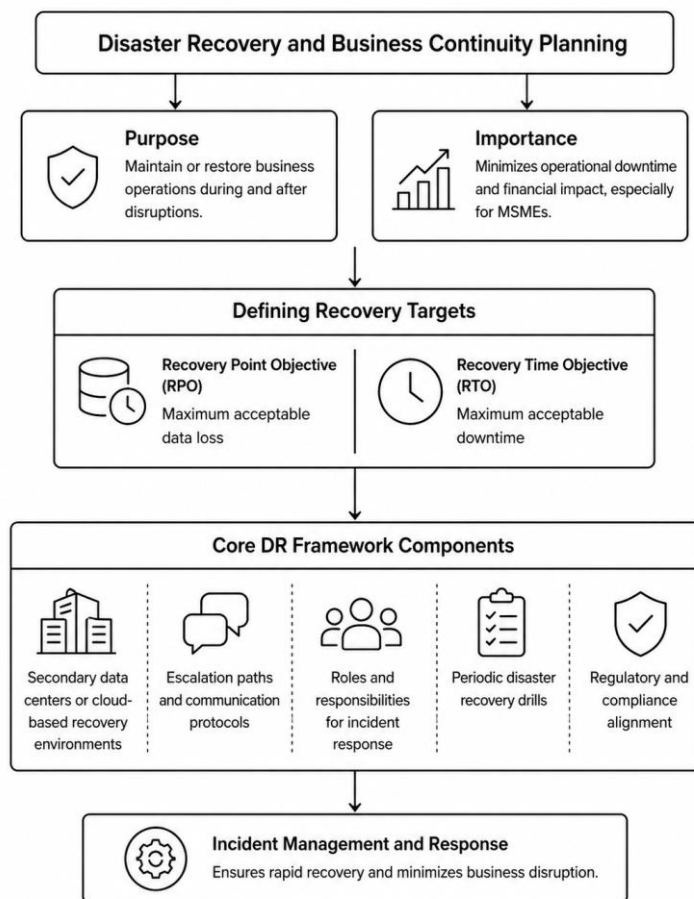 Disaster Recovery and Business Continuity Planning
Purpose
Maintain or restore business
operations during and after
disruptions.
Importance
Minimizes operational downtime
and financial impact, especially
for MSMEs.
Defining Recovery Targets
Recovery Point Objective
(RPO)
Maximum acceptable
data loss
Recovery Time Objective
(RTO)
Maximum acceptable
downtime
Core DR Framework Components
Secondary data
centers or cloud-
based recovery
environments
Escalation paths
and communication
protocols
Roles and
responsibilities
for incident
response
Periodic disaster
recovery drills
Regulatory and
compliance
alignment
Incident Management and Response
Ensures rapid recovery and minimizes business disruption.